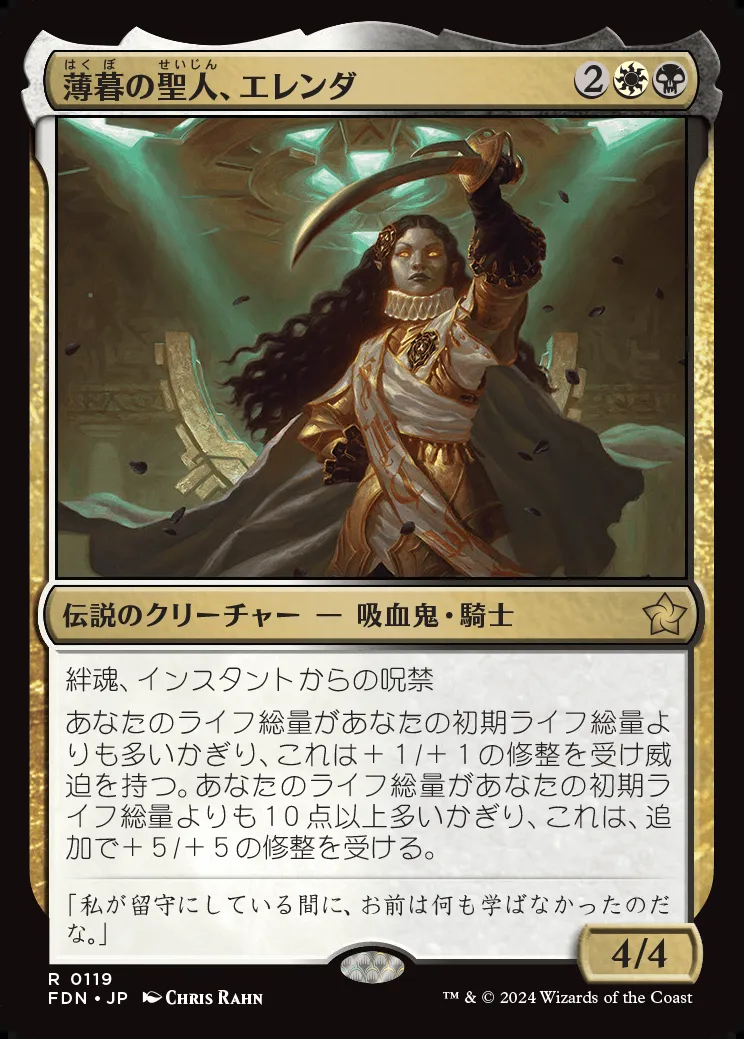 はくぼ せいじん
薄暮の聖人、エレンダ 2
伝説のクリーチャー — 吸血鬼・騎士
絆魂、インスタントからの呪禁
あなたのライフ総量があなたの初期ライフ総量よ
りも多いかぎり、これは＋１/＋１の修整を受け威
迫を持つ。あなたのライフ総量があなたの初期ラ
イフ総量よりも１０点以上多いかぎり、これは、追
加で＋５/＋５の修整を受ける。
「私が留守にしている間に、お前は何も学ばなかったのだ
な。」
4/4
R 0119
FDN • JP Chris Rahn
™ & © 2024 Wizards of the Coast